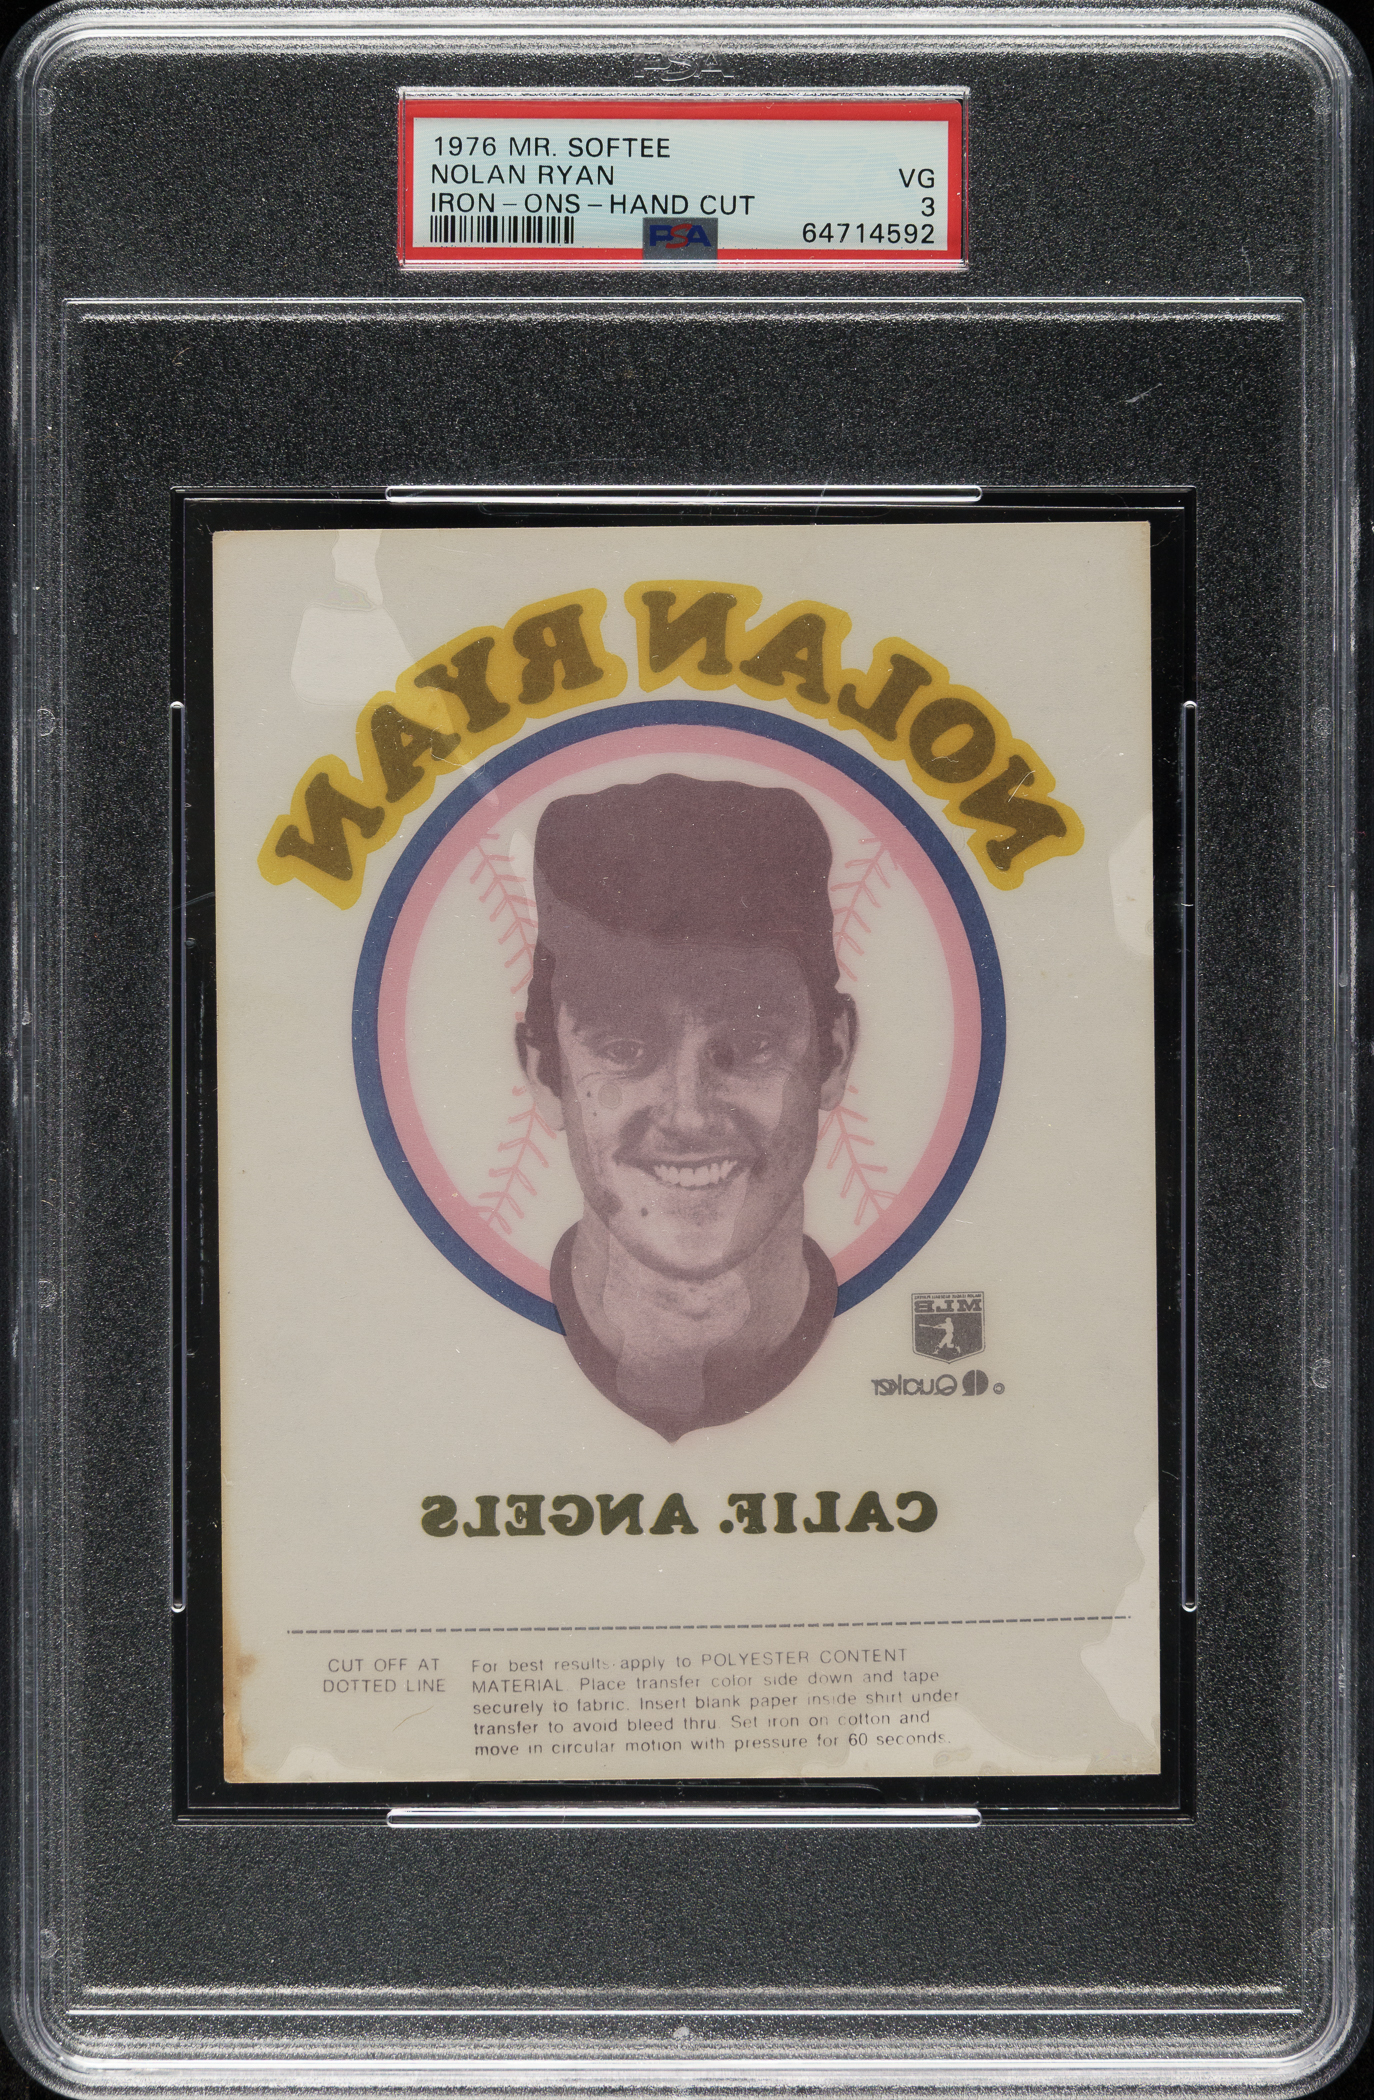 PSA
1976 MR. SOFTEE
NOLAN RYAN
VG
IRON-ONS-HAND CUT
3
PSA
64714592
NOLAN RYAN
MLB
Quaker ©
CALIF. ANGELS
CUT OFF AT
DOTTED LINE
For best results apply to POLYESTER CONTENT
MATERIAL. Place transfer color side down and tape
securely to fabric. Insert blank paper inside shirt under
transfer to avoid bleed thru. Set iron on cotton and
move in circular motion with pressure for 60 seconds.